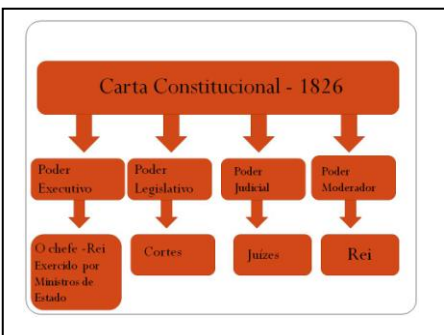 Carta Constitucional - 1826
Poder
Executivo
Poder
Legislativo
Poder
Judicial
Poder
Moderador
O chefe -Rei
Exercido por
Ministros de
Estado
Cortes
Juízes
Rei